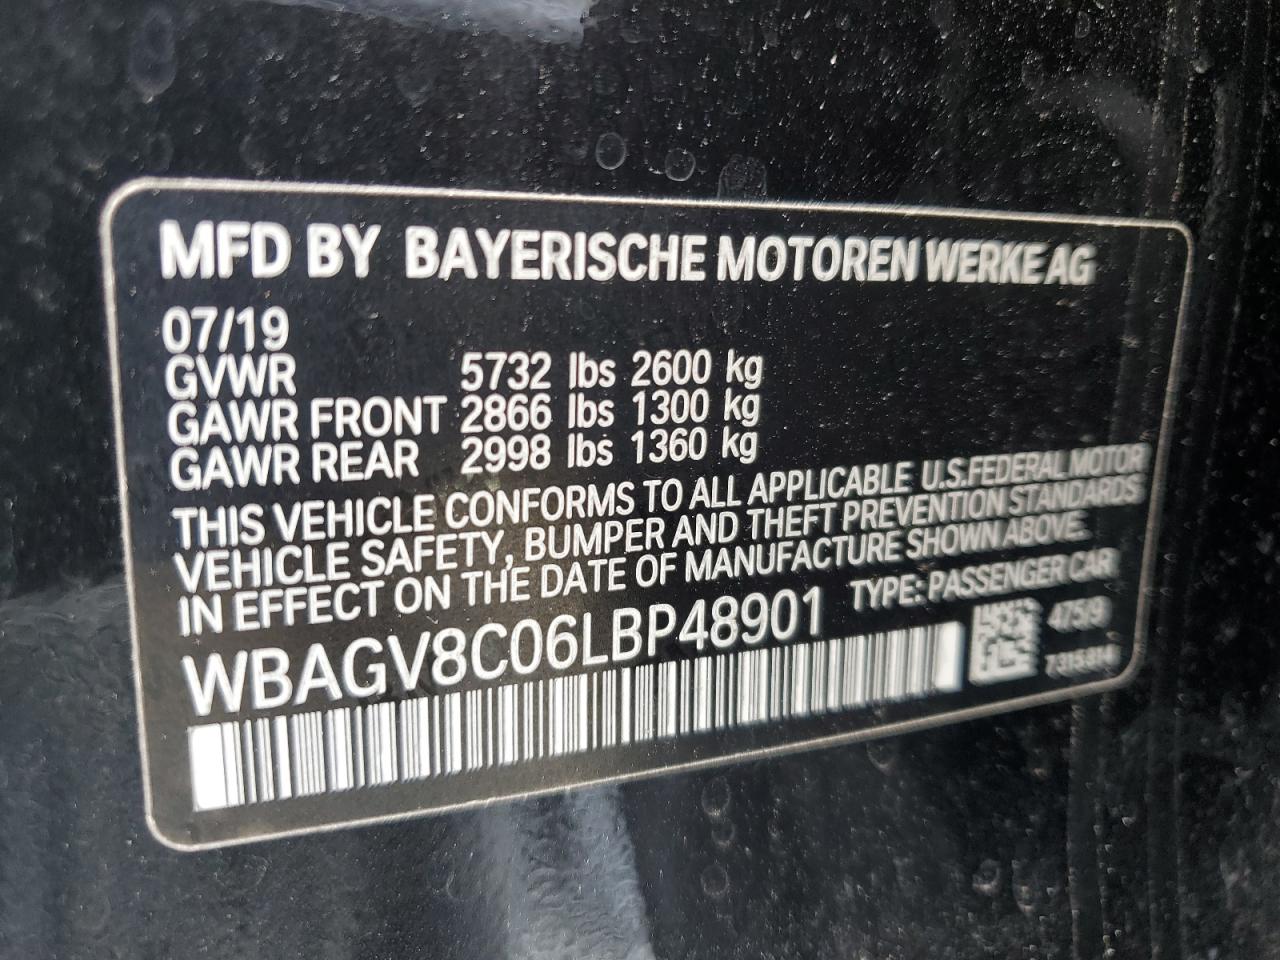 MFD BY BAYERISCHE MOTOREN WERKE AG
07/19
GVWR 5732 lbs 2600 kg
GAWR FRONT 2866 lbs 1300 kg
GAWR REAR 2998 lbs 1360 kg
THIS VEHICLE CONFORMS TO ALL APPLICABLE U.S.FEDERAL MOTOR
VEHICLE SAFETY, BUMPER AND THEFT PREVENTION STANDARDS
IN EFFECT ON THE DATE OF MANUFACTURE SHOWN ABOVE.
WBAGV8C06LBP48901 TYPE: PASSENGER CAR
475/9
7315814